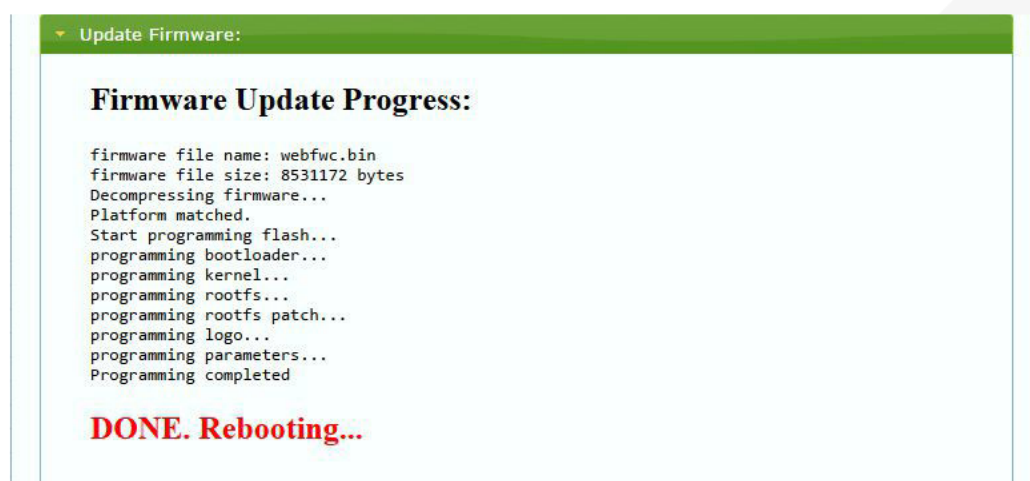 Update Firmware:
Firmware Update Progress:
firmware file name: webfwc.bin
firmware file size: 8531172 bytes
Decompressing firmware...
Platform matched.
Start programming flash...
programming bootloader...
programming kernel...
programming rootfs...
programming rootfs patch...
programming logo...
programming parameters...
Programming completed
DONE. Rebooting...